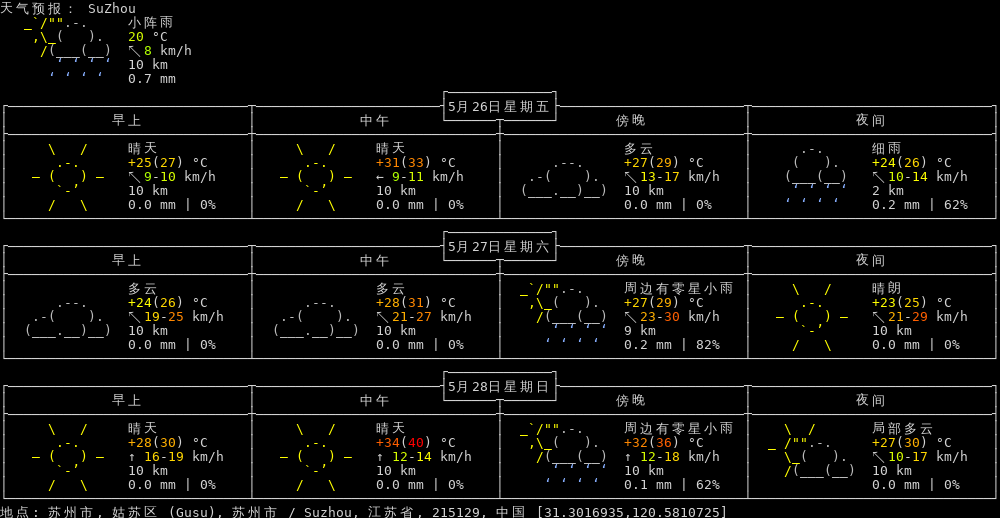 天气预报: SuZhou
小阵雨
20 °C
↖8 km/h
10 km
0.7 mm
5月26日星期五
早上 中午 傍晚 夜间
晴天 晴天 多云 细雨
+25(27) °C +31(33) °C +27(29) °C +24(26) °C
↖9-10 km/h ← 9-11 km/h ↖13-17 km/h ↖10-14 km/h
10 km 10 km 10 km 2 km
0.0 mm | 0% 0.0 mm | 0% 0.0 mm | 0% 0.2 mm | 62%
5月27日星期六
早上 中午 傍晚 夜间
多云 多云 周边有零星小雨 晴朗
+24(26) °C +28(31) °C +27(29) °C +23(25) °C
↖19-25 km/h ↖21-27 km/h ↖23-30 km/h ↖21-29 km/h
10 km 10 km 9 km 10 km
0.0 mm | 0% 0.0 mm | 0% 0.2 mm | 82% 0.0 mm | 0%
5月28日星期日
早上 中午 傍晚 夜间
晴天 晴天 周边有零星小雨 局部多云
+28(30) °C +34(40) °C +32(36) °C +27(30) °C
↑ 16-19 km/h ↑ 12-14 km/h ↑ 12-18 km/h ↖10-17 km/h
10 km 10 km 10 km 10 km
0.0 mm | 0% 0.0 mm | 0% 0.1 mm | 62% 0.0 mm | 0%
地点: 苏州市, 姑苏区 (Gusu), 苏州市 / Suzhou, 江苏省, 215129, 中国 [31.3016935,120.5810725]